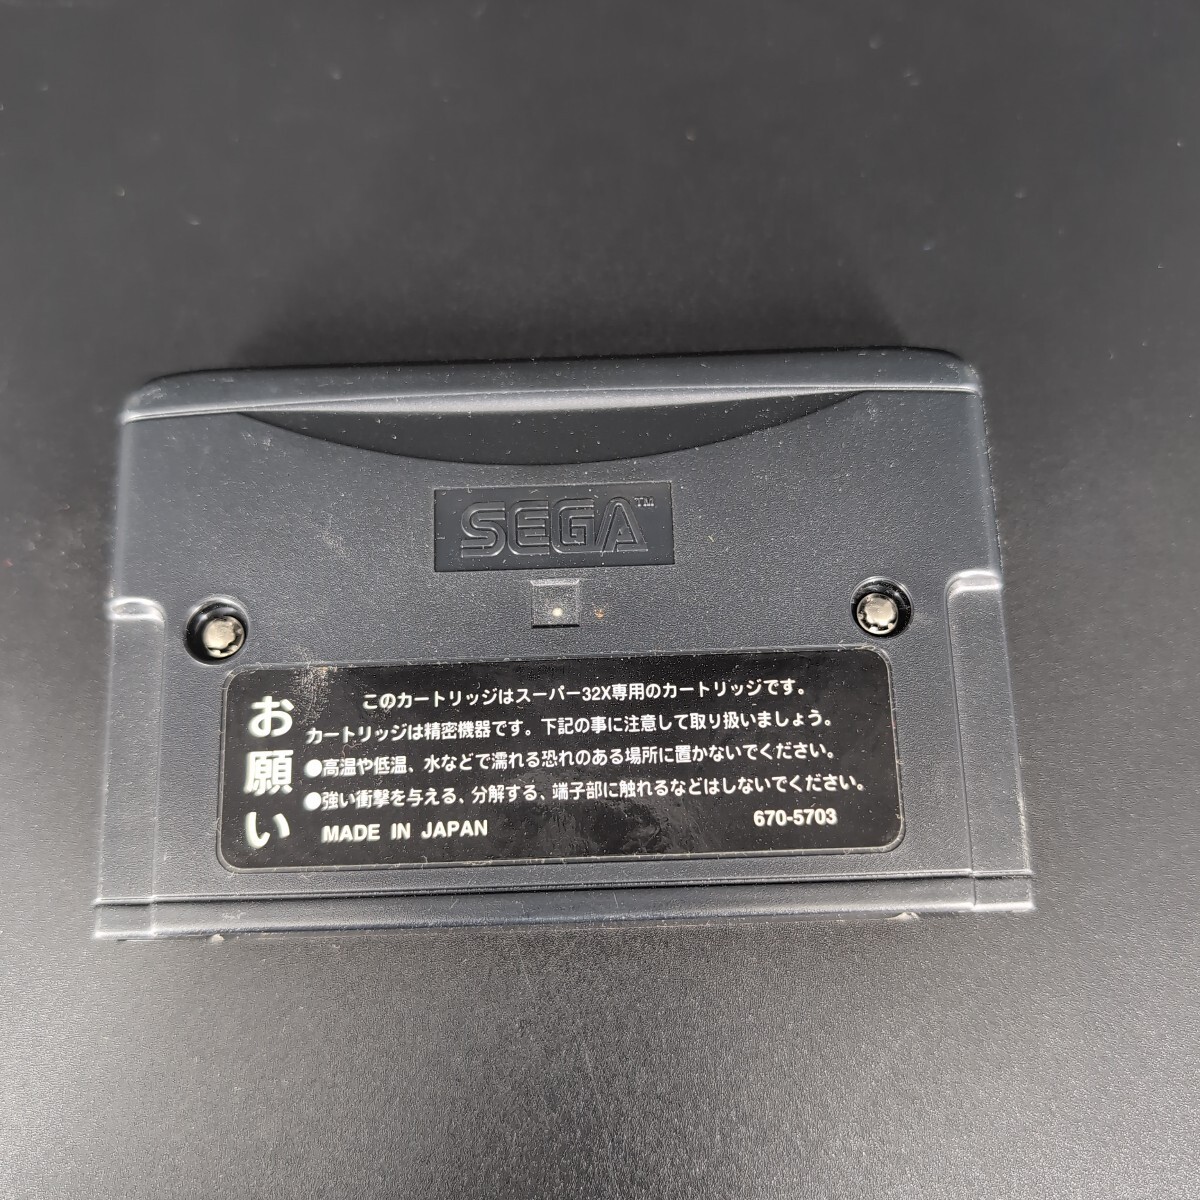 SEGA™
お願い
このカートリッジはスーパー32X専用のカートリッジです。
カートリッジは精密機器です。下記の事に注意して取り扱いましょう。
●高温や低温、水などで濡れる恐れのある場所に置かないでください。
●強い衝撃を与える、分解する、端子部に触れるなどはしないでください。
MADE IN JAPAN 670-5703